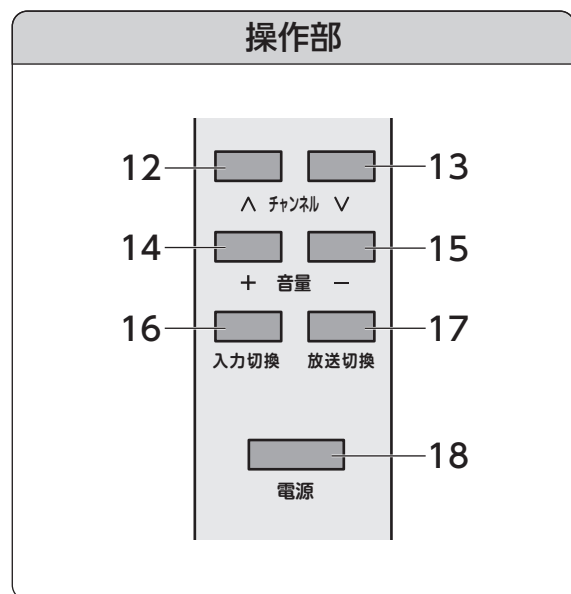 操作部
12 13
∧ チャンネル ∨
14 15
+ 音量 −
16 17
入力切換 放送切換
18
電源